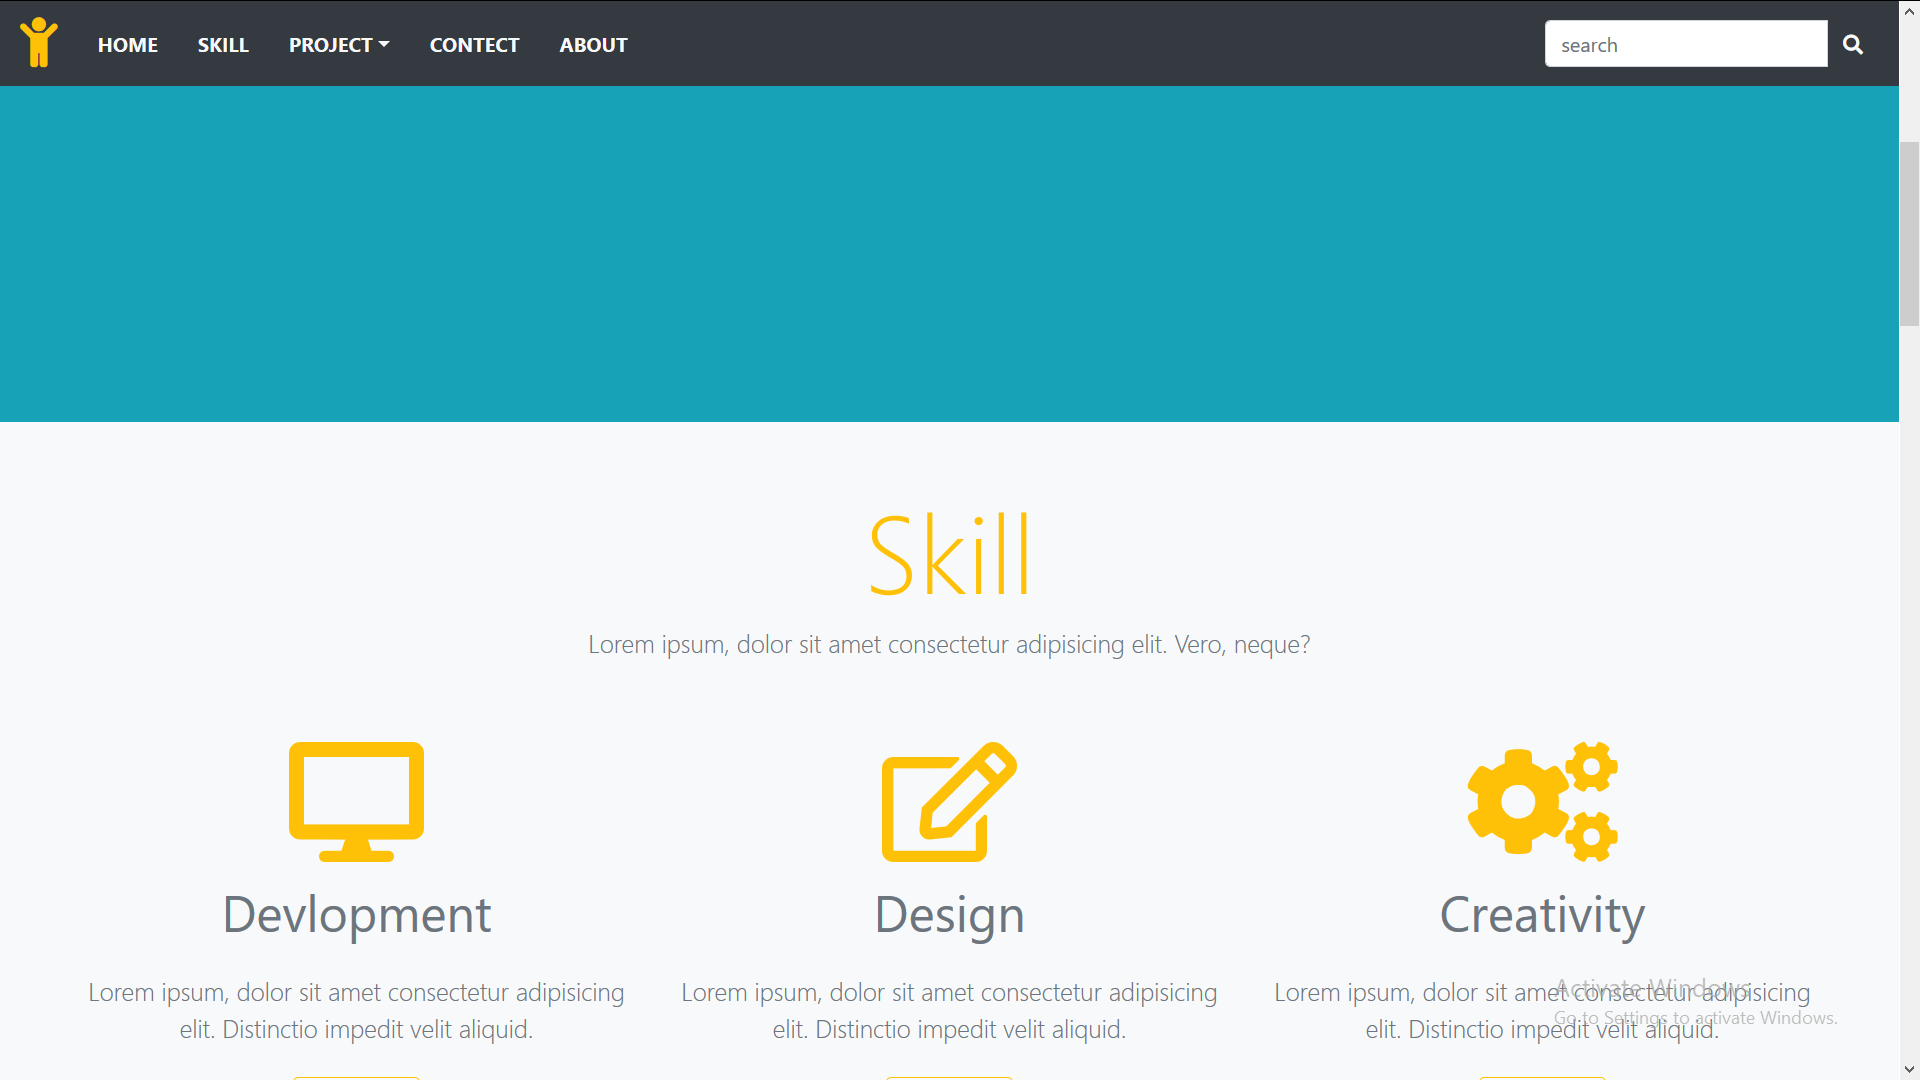 HOME SKILL PROJECT CONTECT ABOUT search
Skill
Lorem ipsum, dolor sit amet consectetur adipisicing elit. Vero, neque?
Devlopment
Lorem ipsum, dolor sit amet consectetur adipisicing
elit. Distinctio impedit velit aliquid.
Design
Lorem ipsum, dolor sit amet consectetur adipisicing
elit. Distinctio impedit velit aliquid.
Creativity
Lorem ipsum, dolor sit amet consectetur adipisicing
elit. Distinctio impedit velit aliquid.
Activate Windows
Go to Settings to activate Windows.